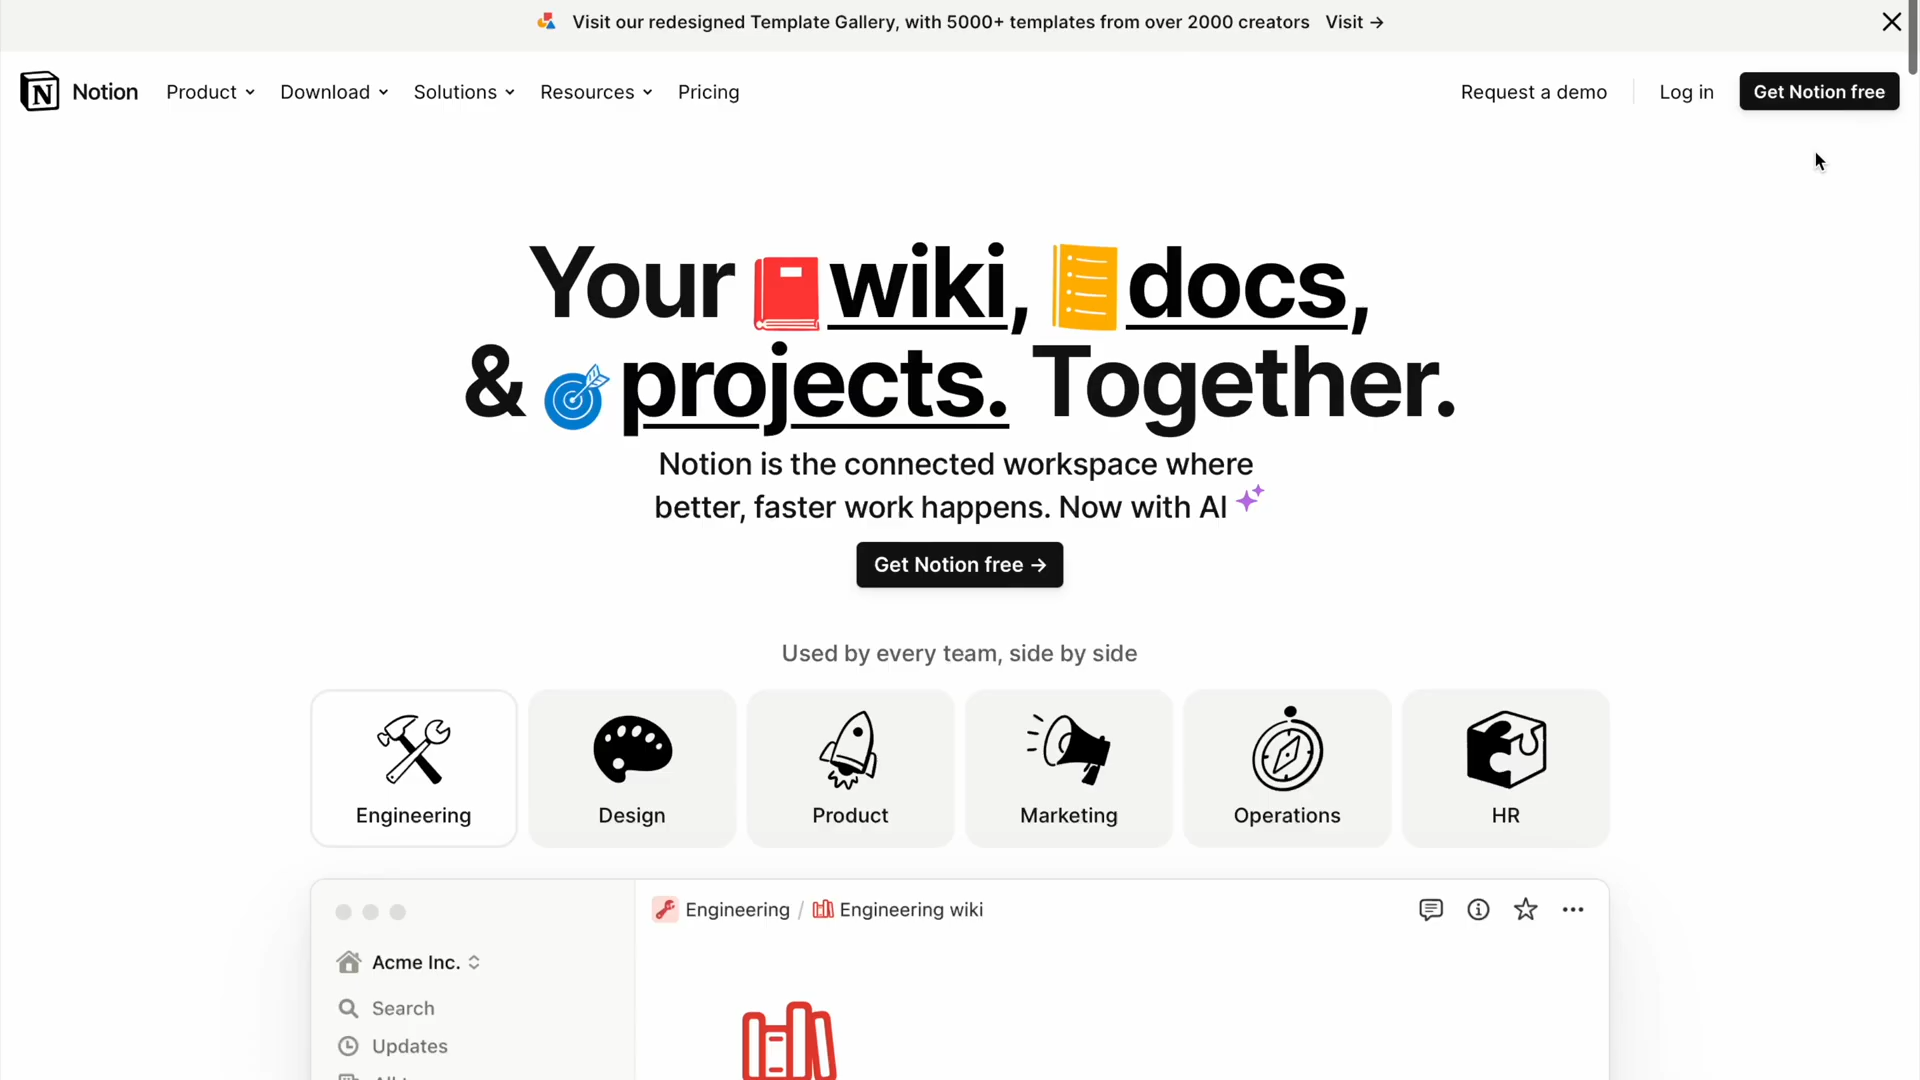 Visit our redesigned Template Gallery, with 5000+ templates from over 2000 creators Visit →
Notion Product Download Solutions Resources Pricing Request a demo Log in Get Notion free
Your wiki, docs,
& projects. Together.
Notion is the connected workspace where
better, faster work happens. Now with AI
Get Notion free →
Used by every team, side by side
Engineering Design Product Marketing Operations HR
Engineering / Engineering wiki
Acme Inc.
Search
Updates